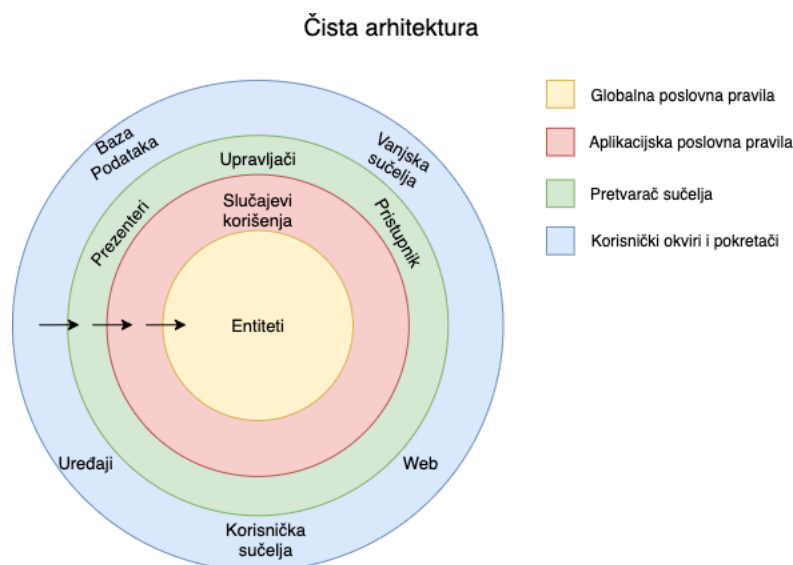 Čista arhitektura
Baza
Podataka
Vanjska
sučelja
Upravljači
Prezenteri
Pristupnik
Slučajevi
korišenja
Entiteti
Uređaji
Web
Korisnička
sučelja
Globalna poslovna pravila
Aplikacijska poslovna pravila
Pretvarač sučelja
Korisnički okviri i pokretači